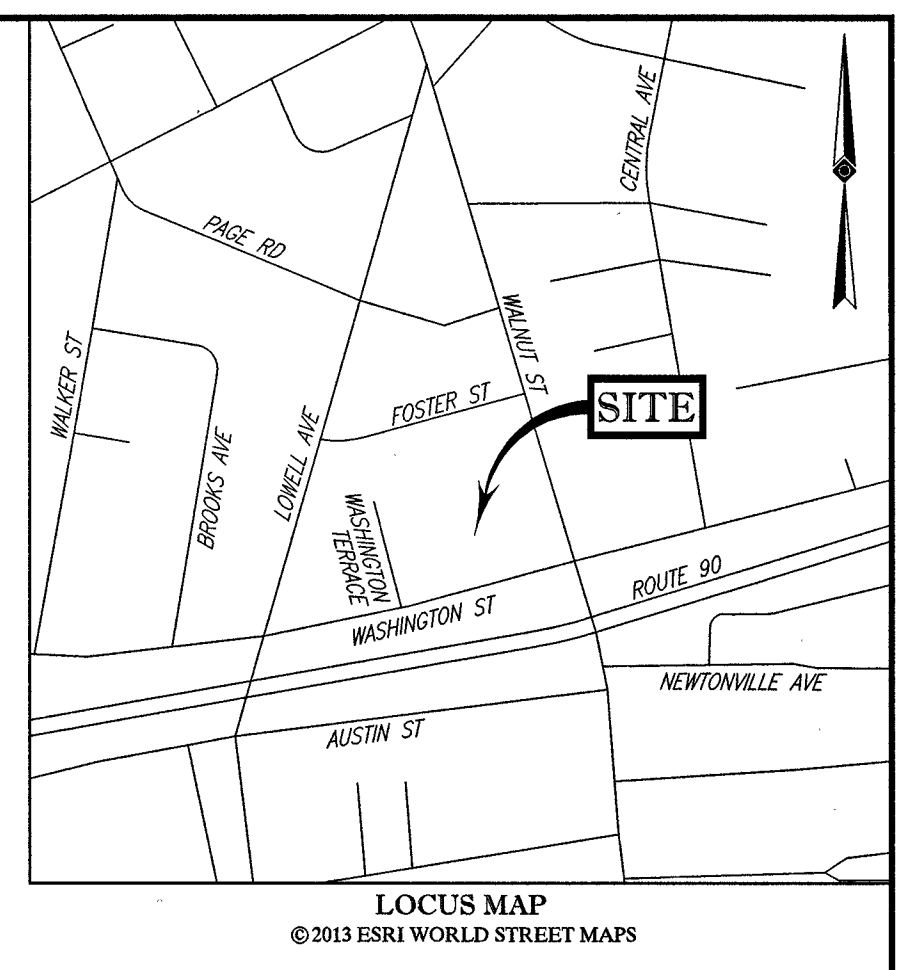 CENTRAL AVE
PAGE RD
WALNUT ST
WALKER ST
FOSTER ST
SITE
LOWELL AVE
BROOKS AVE
WASHINGTON
TERRACE
ROUTE 90
WASHINGTON ST
NEWTONVILLE AVE
AUSTIN ST
LOCUS MAP
©2013 ESRI WORLD STREET MAPS